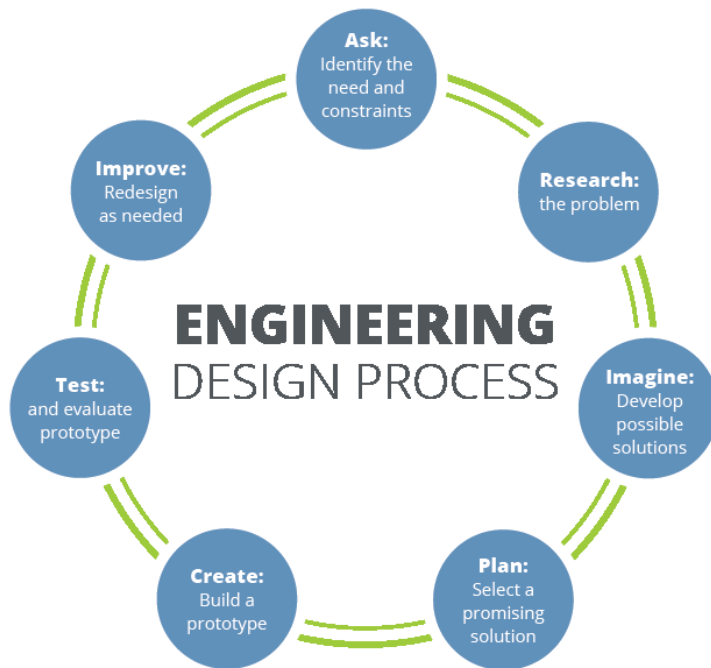 Ask:
Identify the
need and
constraints
Research:
the problem
Imagine:
Develop
possible
solutions
Plan:
Select a
promising
solution
Create:
Build a
prototype
Test:
and evaluate
prototype
Improve:
Redesign
as needed
ENGINEERING
DESIGN PROCESS